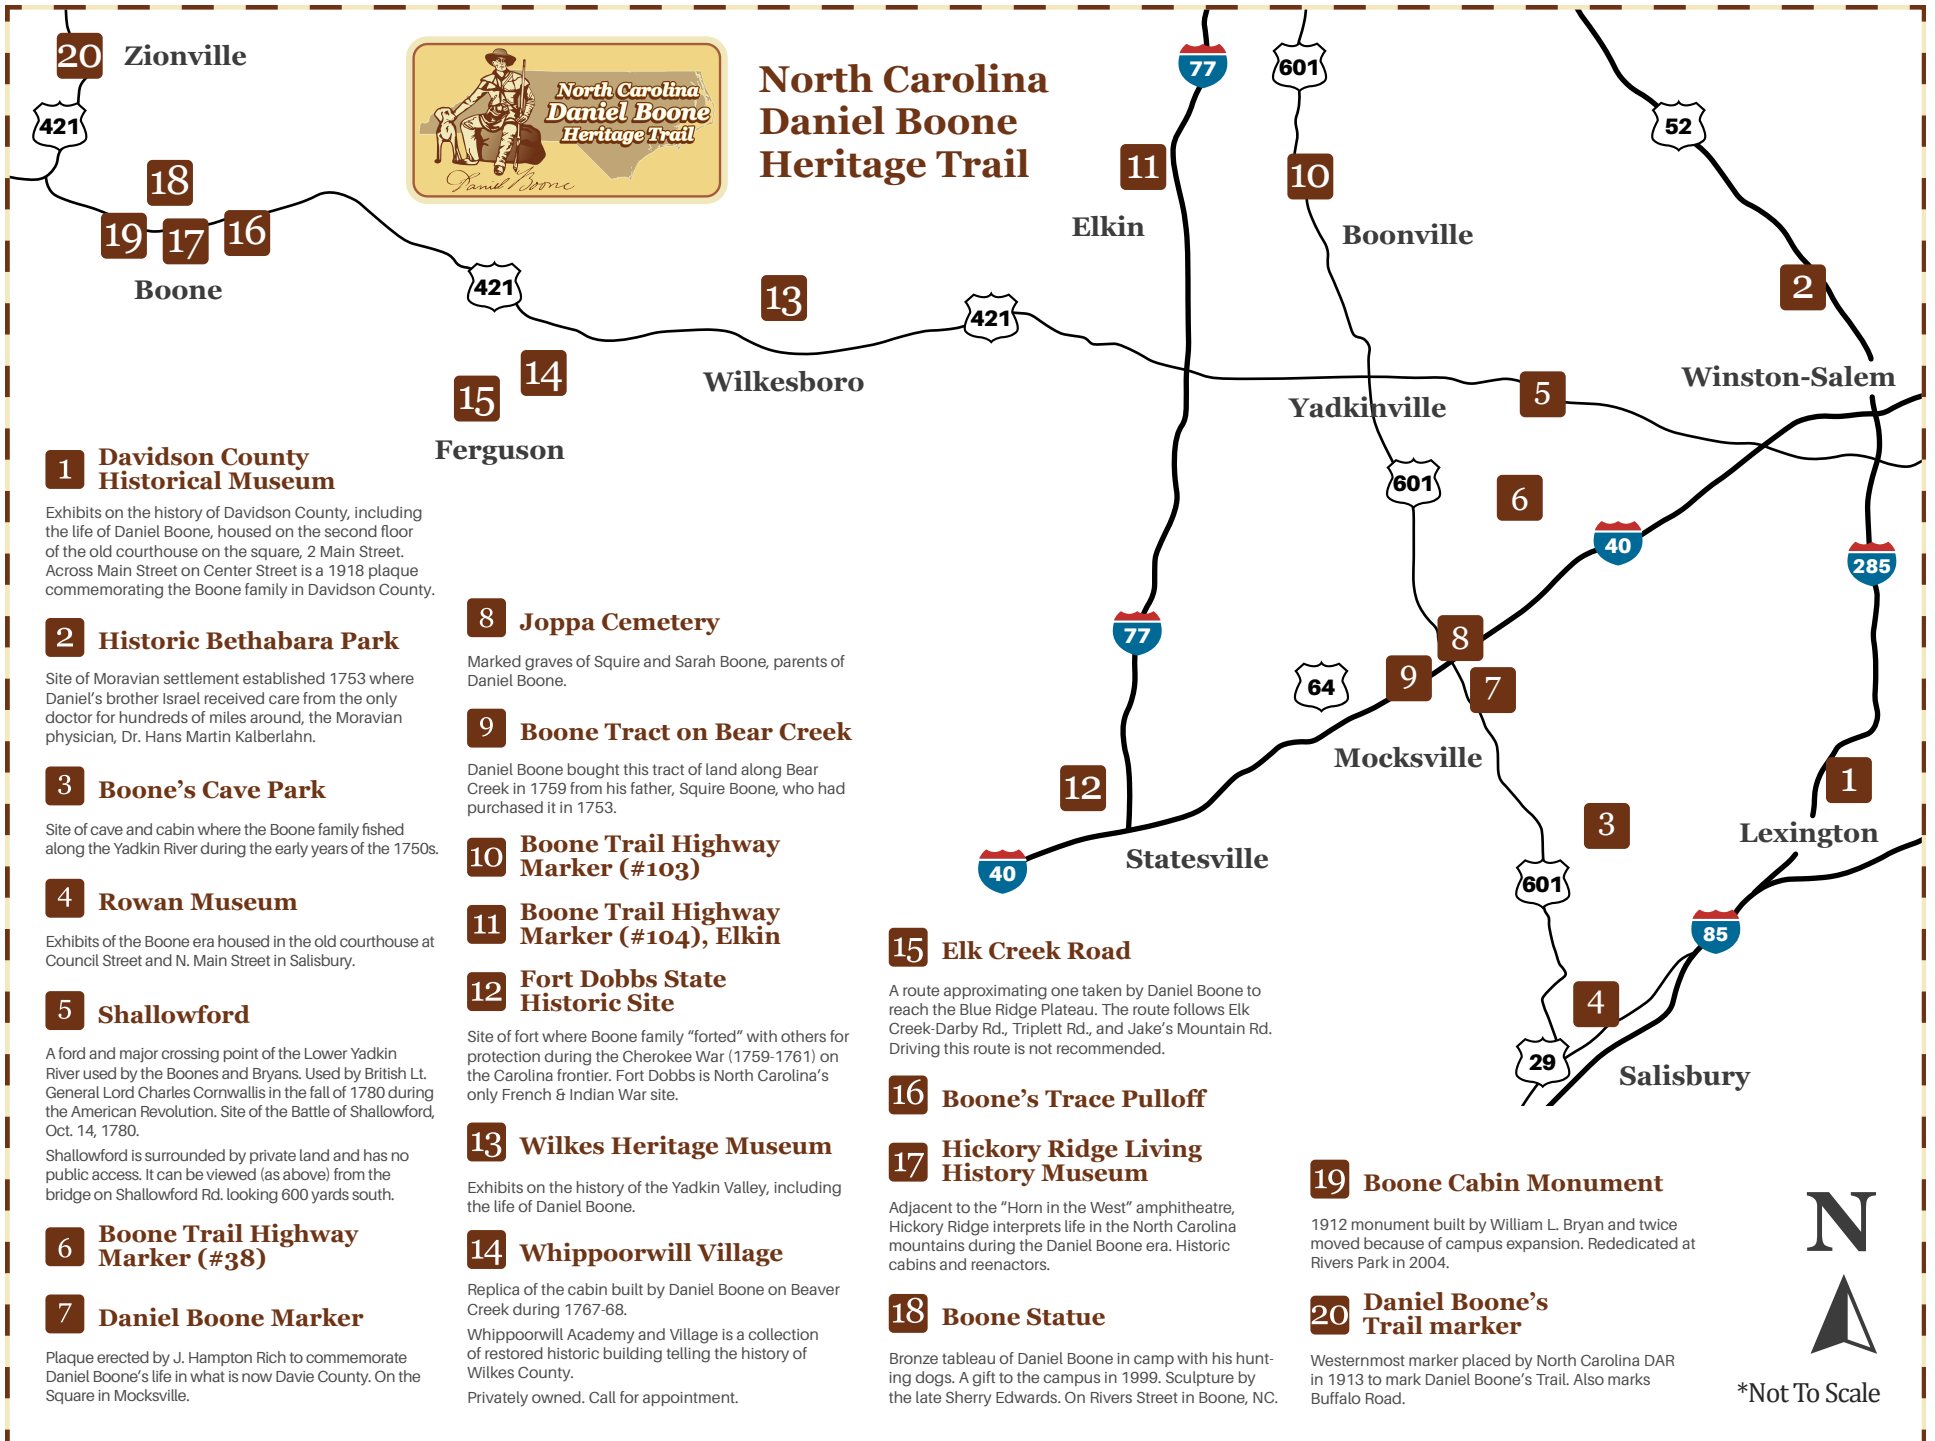 20
Zionville
421
18
19
17
16
Boone
North Carolina
Daniel Boone
Heritage Trail
Daniel Boone
North Carolina
Daniel Boone
Heritage Trail
77
601
52
11
10
Elkin
Boonville
2
421
13
421
Winston-Salem
14
15
Wilkesboro
Ferguson
Yadkinville
5
601
6
40
285
77
8
64
9
7
Mocksville
12
1
3
Lexington
40
Statesville
601
85
4
29
Salisbury
1
Davidson County
Historical Museum
Exhibits on the history of Davidson County, including
the life of Daniel Boone, housed on the second floor
of the old courthouse on the square, 2 Main Street.
Across Main Street on Center Street is a 1918 plaque
commemorating the Boone family in Davidson County.
2 Historic Bethabara Park
Site of Moravian settlement established 1753 where
Daniel's brother Israel received care from the only
doctor for hundreds of miles around, the Moravian
physician, Dr. Hans Martin Kalberlahn.
3 Boone's Cave Park
Site of cave and cabin where the Boone family fished
along the Yadkin River during the early years of the 1750s.
4 Rowan Museum
Exhibits of the Boone era housed in the old courthouse at
Council Street and N. Main Street in Salisbury.
5 Shallowford
A ford and major crossing point of the Lower Yadkin
River used by the Boones and Bryans. Used by British Lt.
General Lord Charles Cornwallis in the fall of 1780 during
the American Revolution. Site of the Battle of Shallowford,
Oct. 14, 1780.
Shallowford is surrounded by private land and has no
public access. It can be viewed (as above) from the
bridge on Shallowford Rd. looking 600 yards south.
6
Boone Trail Highway
Marker (#38)
7 Daniel Boone Marker
Plaque erected by J. Hampton Rich to commemorate
Daniel Boone's life in what is now Davie County. On the
Square in Mocksville.
8 Joppa Cemetery
Marked graves of Squire and Sarah Boone, parents of
Daniel Boone.
9 Boone Tract on Bear Creek
Daniel Boone bought this tract of land along Bear
Creek in 1759 from his father, Squire Boone, who had
purchased it in 1753.
10
Boone Trail Highway
Marker (#103)
11
Boone Trail Highway
Marker (#104), Elkin
12
Fort Dobbs State
Historic Site
Site of fort where Boone family “forted” with others for
protection during the Cherokee War (1759-1761) on
the Carolina frontier. Fort Dobbs is North Carolina's
only French & Indian War site.
13 Wilkes Heritage Museum
Exhibits on the history of the Yadkin Valley, including
the life of Daniel Boone.
14 Whippoorwill Village
Replica of the cabin built by Daniel Boone on Beaver
Creek during 1767-68.
Whippoorwill Academy and Village is a collection
of restored historic building telling the history of
Wilkes County.
Privately owned. Call for appointment.
15 Elk Creek Road
A route approximating one taken by Daniel Boone to
reach the Blue Ridge Plateau. The route follows Elk
Creek-Darby Rd., Triplett Rd., and Jake's Mountain Rd.
Driving this route is not recommended.
16 Boone's Trace Pulloff
17
Hickory Ridge Living
History Museum
Adjacent to the “Horn in the West” amphitheatre,
Hickory Ridge interprets life in the North Carolina
mountains during the Daniel Boone era. Historic
cabins and reenactors.
18 Boone Statue
Bronze tableau of Daniel Boone in camp with his hunt-
ing dogs. A gift to the campus in 1999. Sculpture by
the late Sherry Edwards. On Rivers Street in Boone, NC.
19 Boone Cabin Monument
1912 monument built by William L. Bryan and twice
moved because of campus expansion. Rededicated at
Rivers Park in 2004.
20
Daniel Boone's
Trail marker
Westernmost marker placed by North Carolina DAR
in 1913 to mark Daniel Boone's Trail. Also marks
Buffalo Road.
N
*Not To Scale